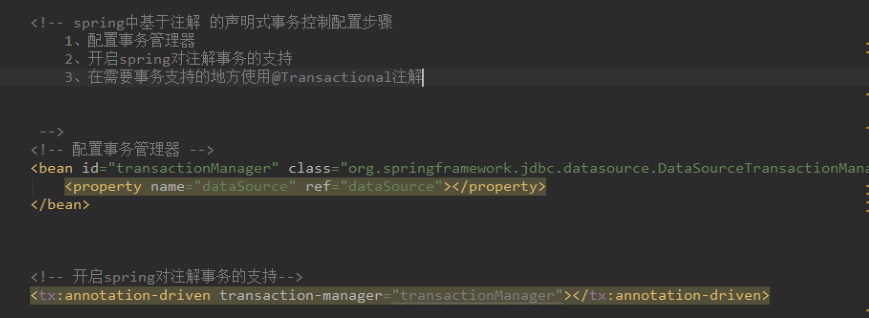 <!-- spring中基于注解 的声明式事务控制配置步骤
1、配置事务管理器
2、开启spring对注解事务的支持
3、在需要事务支持的地方使用@Transactional注解
-->
<!-- 配置事务管理器 -->
<bean id="transactionManager" class="org.springframework.jdbc.datasource.DataSourceTransactionMana
<property name="dataSource" ref="dataSource"></property>
</bean>
<!-- 开启spring对注解事务的支持-->
<tx:annotation-driven transaction-manager="transactionManager"></tx:annotation-driven>